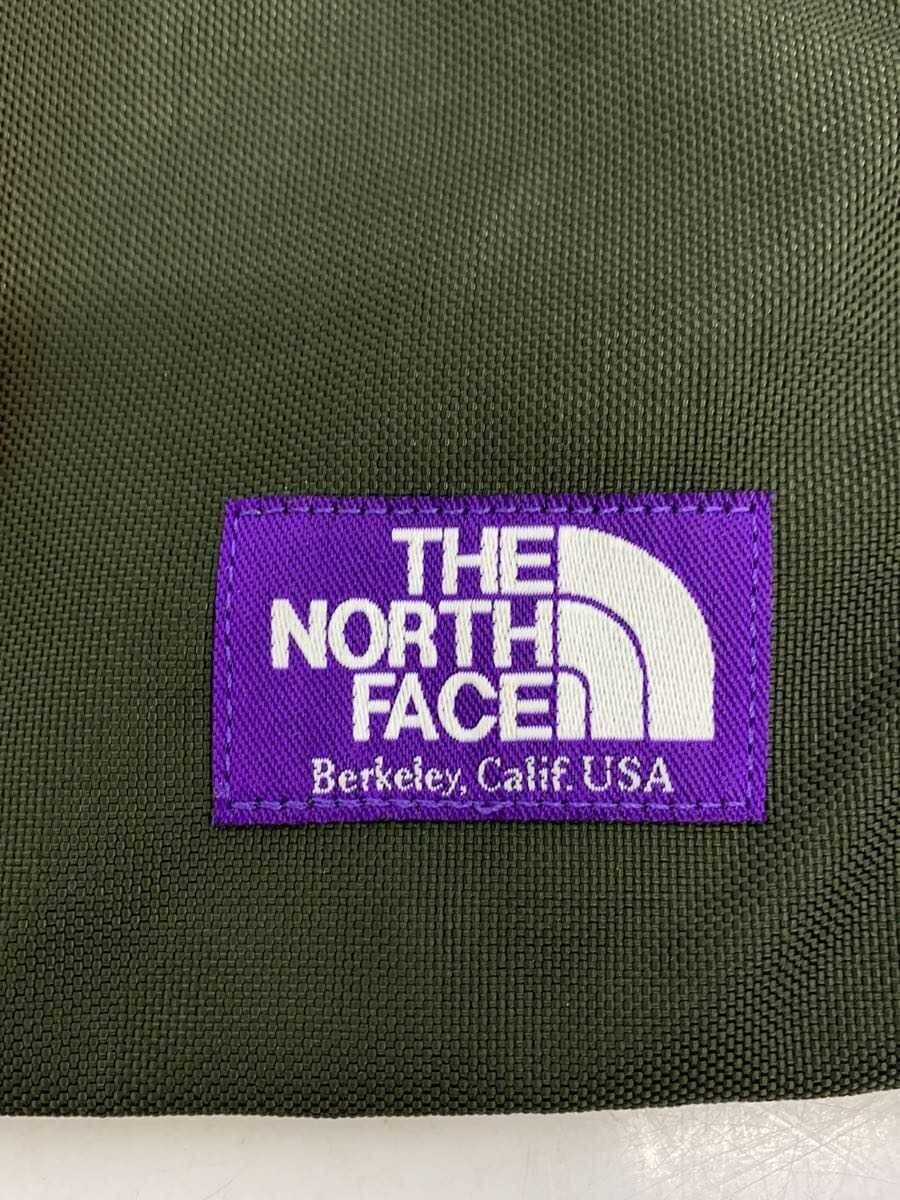 THE
NORTH
FACE
Berkeley, Calif. USA